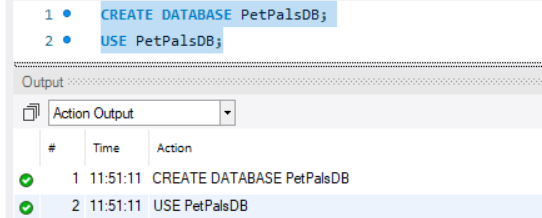 1 CREATE DATABASE PetPalsDB;
2 USE PetPalsDB;
Output
Action Output
# Time Action
1 11:51:11 CREATE DATABASE PetPalsDB
2 11:51:11 USE PetPalsDB